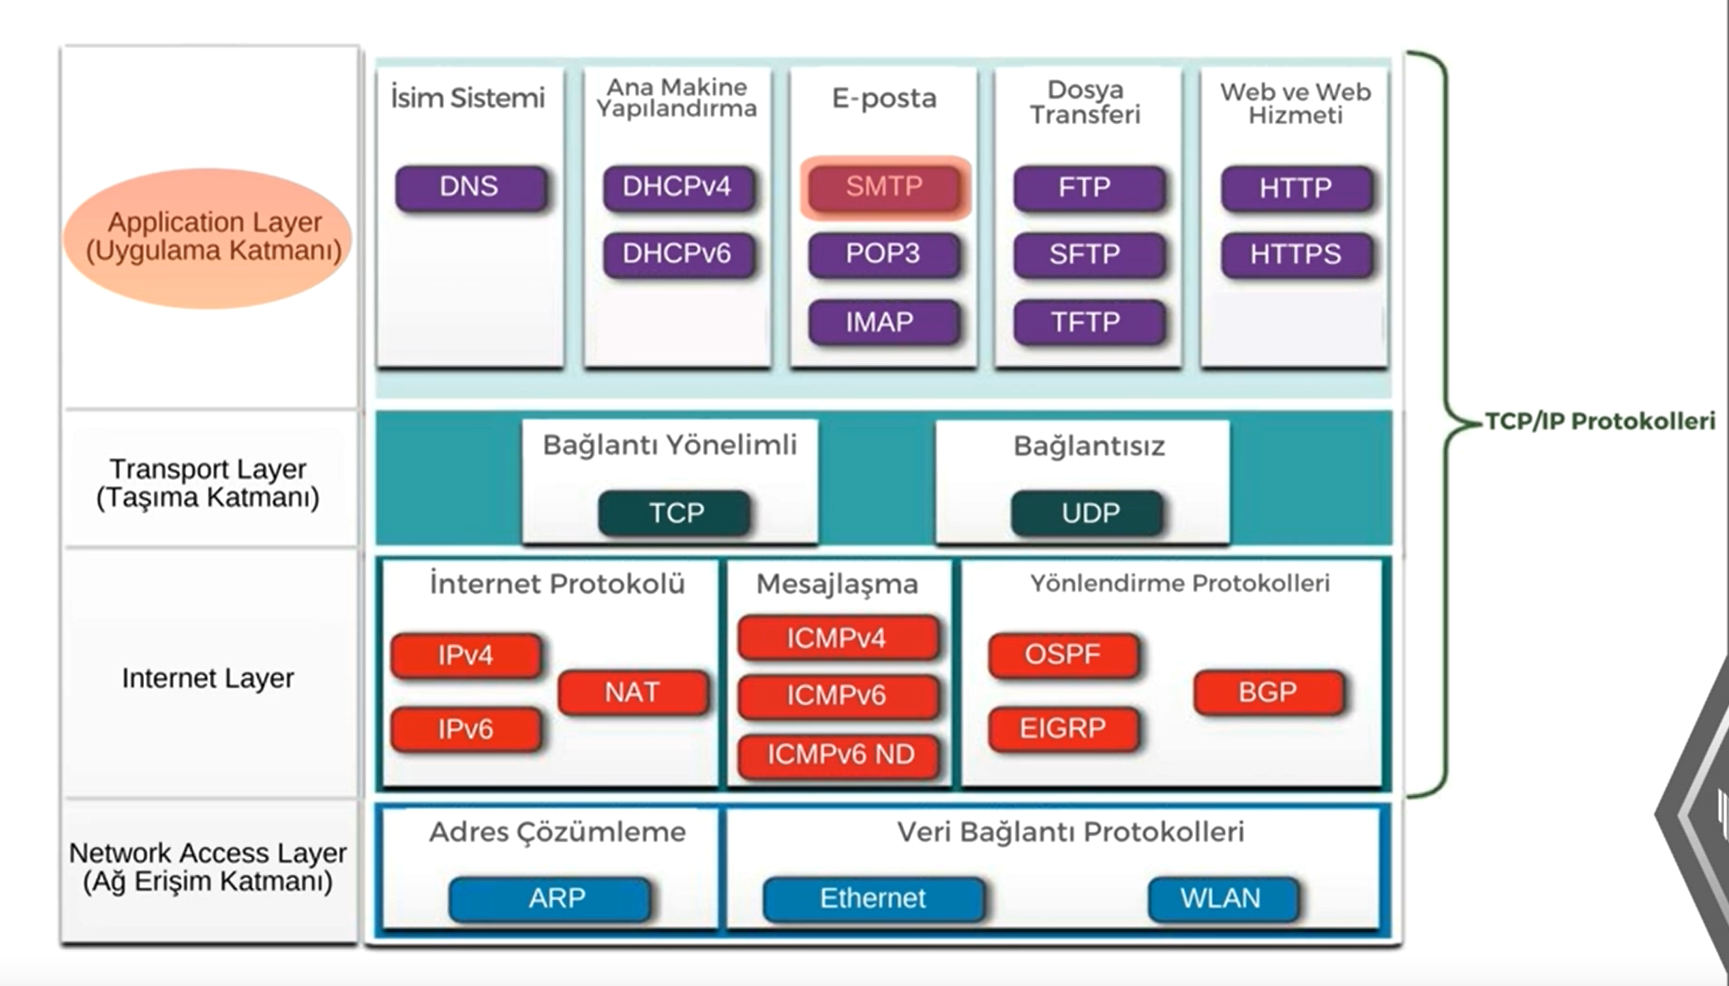 İsim Sistemi
Ana Makine
Yapılandırma
E-posta
Dosya
Transferi
Web ve Web
Hizmeti
Application Layer
(Uygulama Katmanı)
DNS
DHCPv4
DHCPv6
SMTP
POP3
IMAP
FTP
SFTP
TFTP
HTTP
HTTPS
TCP/IP Protokolleri
Transport Layer
(Taşıma Katmanı)
Bağlantı Yönelimli
TCP
Bağlantısız
UDP
Internet Layer
İnternet Protokolü
IPv4
IPv6
NAT
Mesajlaşma
ICMPv4
ICMPv6
ICMPv6 ND
Yönlendirme Protokolleri
OSPF
EIGRP
BGP
Network Access Layer
(Ağ Erişim Katmanı)
Adres Çözümleme
ARP
Veri Bağlantı Protokolleri
Ethernet
WLAN